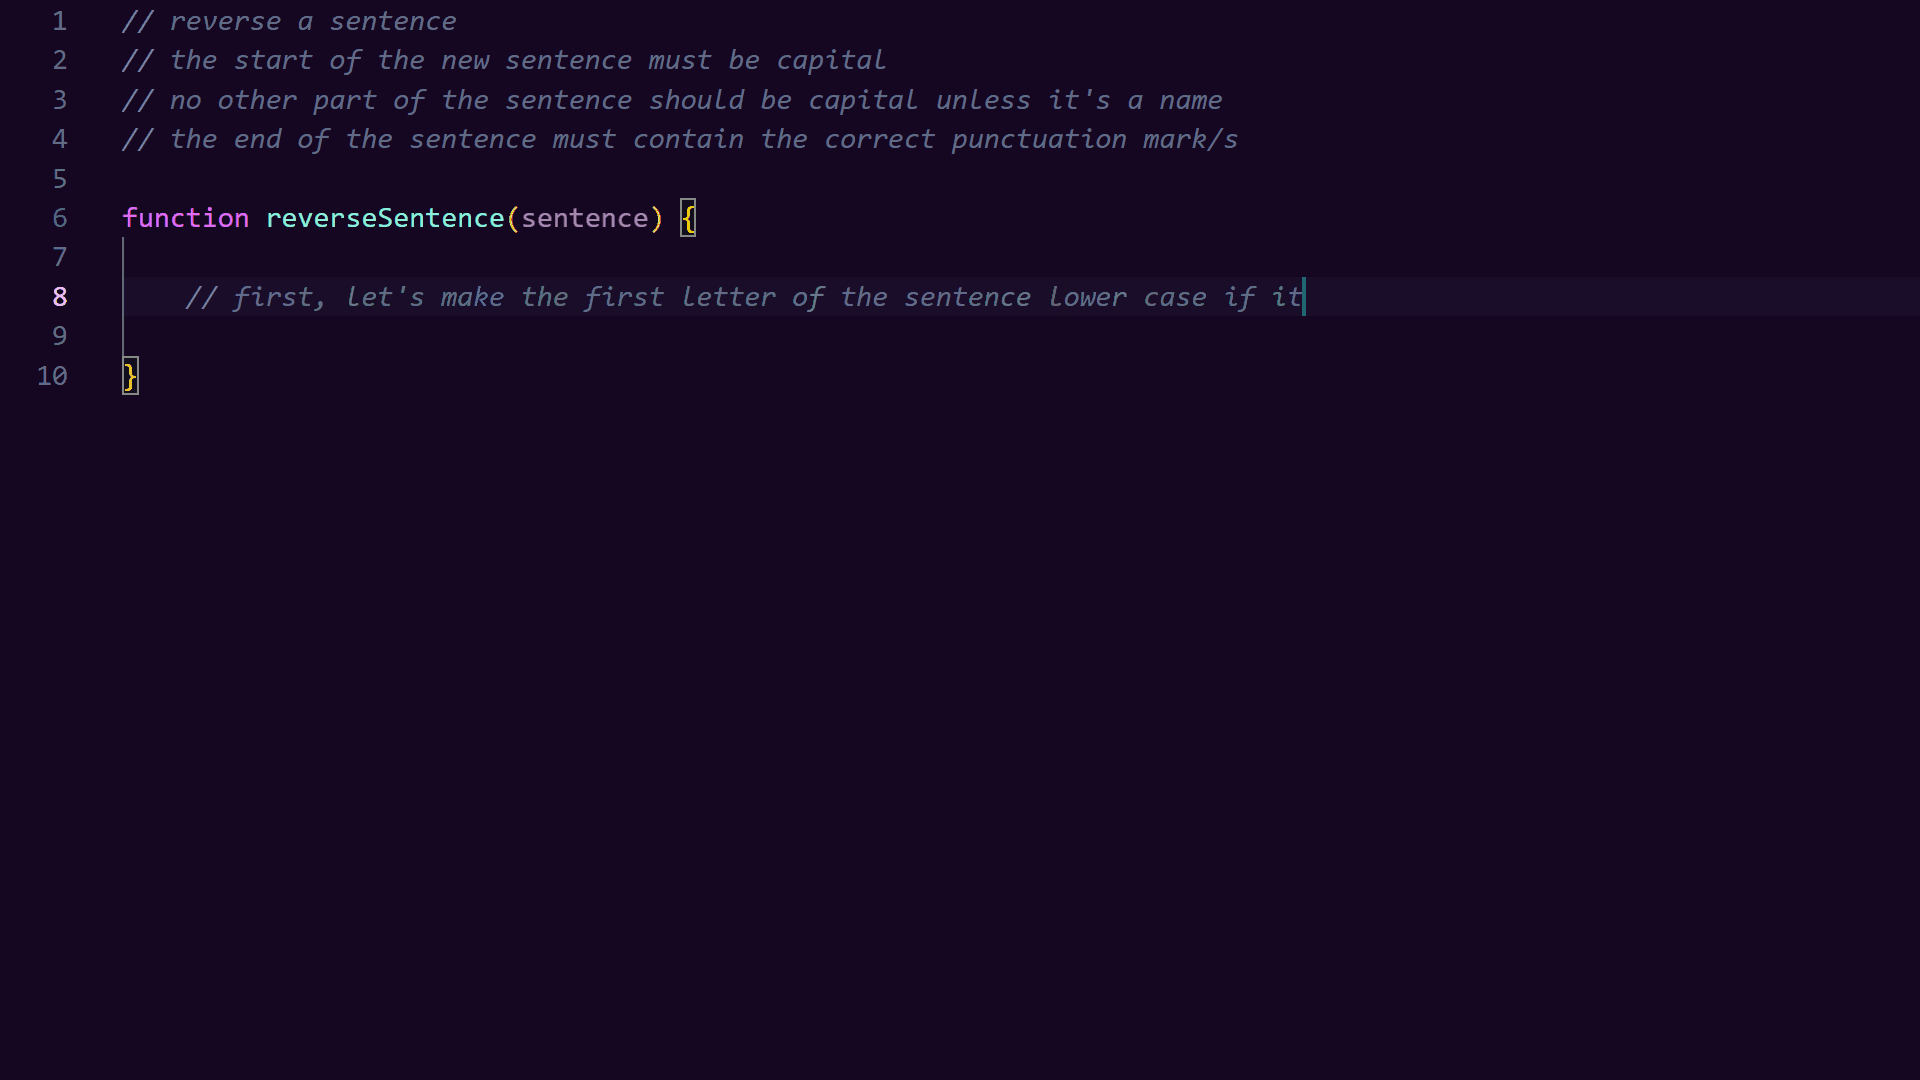 1 // reverse a sentence
2 // the start of the new sentence must be capital
3 // no other part of the sentence should be capital unless it's a name
4 // the end of the sentence must contain the correct punctuation mark/s
5
6 function reverseSentence(sentence) {
7
8 // first, let's make the first letter of the sentence lower case if it
9
10 }